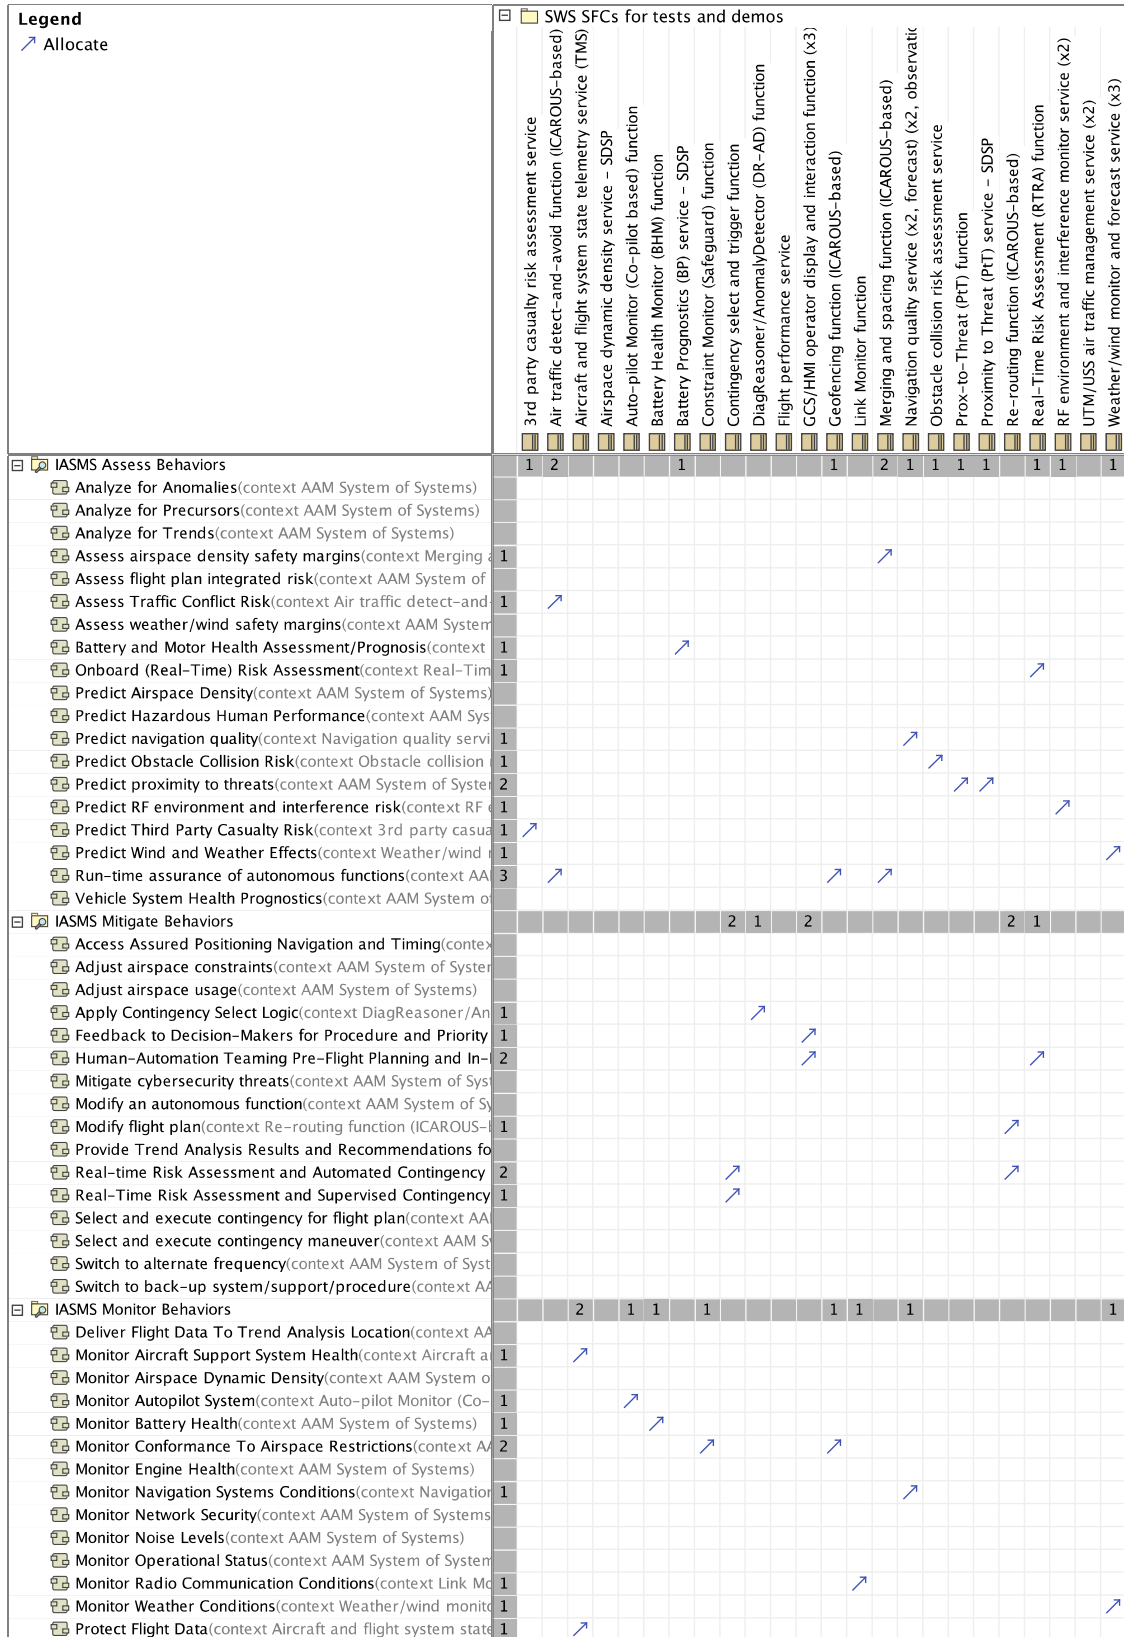 Legend
Allocate
SWS SFCs for tests and demos
3rd party casualty risk assessment service
Air traffic detect-and-avoid function (ICAROUS-based)
Aircraft and flight system state telemetry service (TMS)
Airspace dynamic density service - SDSP
Auto-pilot Monitor (Co-pilot based) function
Battery Health Monitor (BHM) function
Battery Prognostics (BP) service - SDSP
Constraint Monitor (Safeguard) function
Contingency select and trigger function
DiagReasoner/AnomalyDetector (DR-AD) function
Flight performance service
GCS/HMI operator display and interaction function (x3)
Geofencing function (ICAROUS-based)
Link Monitor function
Merging and spacing function (ICAROUS-based)
Navigation quality service (x2, forecast) (x2, observatic
Obstacle collision risk assessment service
Prox-to-Threat (PtT) function
Proximity to Threat (PtT) service - SDSP
Re-routing function (ICAROUS-based)
Real-Time Risk Assessment (RTRA) function
RF environment and interference monitor service (x2)
UTM/USS air traffic management service (x2)
Weather/wind monitor and forecast service (x3)
IASMS Assess Behaviors 1 2 1 1 2 1 1 1 1 1 1 1
Analyze for Anomalies(context AAM System of Systems)
Analyze for Precursors(context AAM System of Systems)
Analyze for Trends(context AAM System of Systems)
Assess airspace density safety margins(context Merging a 1
Assess flight plan integrated risk(context AAM System of
Assess Traffic Conflict Risk(context Air traffic detect-and- 1
Assess weather/wind safety margins(context AAM System
Battery and Motor Health Assessment/Prognosis(context 1
Onboard (Real-Time) Risk Assessment(context Real-Tim 1
Predict Airspace Density(context AAM System of Systems)
Predict Hazardous Human Performance(context AAM Sys
Predict navigation quality(context Navigation quality servi 1
Predict Obstacle Collision Risk(context Obstacle collision 1
Predict proximity to threats(context AAM System of Syster 2
Predict RF environment and interference risk(context RF e 1
Predict Third Party Casualty Risk(context 3rd party casua 1
Predict Wind and Weather Effects(context Weather/wind 1
Run-time assurance of autonomous functions(context AA 3
Vehicle System Health Prognostics(context AAM System o
IASMS Mitigate Behaviors 2 1 2 2 1
Access Assured Positioning Navigation and Timing(contex
Adjust airspace constraints(context AAM System of Syster
Adjust airspace usage(context AAM System of Systems)
Apply Contingency Select Logic(context DiagReasoner/An 1
Feedback to Decision-Makers for Procedure and Priority 1
Human-Automation Teaming Pre-Flight Planning and In- 2
Mitigate cybersecurity threats(context AAM System of Syst
Modify an autonomous function(context AAM System of Sy
Modify flight plan(context Re-routing function (ICAROUS- 1
Provide Trend Analysis Results and Recommendations fo
Real-time Risk Assessment and Automated Contingency 2
Real-Time Risk Assessment and Supervised Contingency 1
Select and execute contingency for flight plan(context AA
Select and execute contingency maneuver(context AAM S
Switch to alternate frequency(context AAM System of Syst
Switch to back-up system/support/procedure(context AA
IASMS Monitor Behaviors 2 1 1 1 1 1 1 1
Deliver Flight Data To Trend Analysis Location(context AA
Monitor Aircraft Support System Health(context Aircraft a 1
Monitor Airspace Dynamic Density(context AAM System o
Monitor Autopilot System(context Auto-pilot Monitor (Co- 1
Monitor Battery Health(context AAM System of Systems) 1
Monitor Conformance To Airspace Restrictions(context AA 2
Monitor Engine Health(context AAM System of Systems)
Monitor Navigation Systems Conditions(context Navigation 1
Monitor Network Security(context AAM System of Systems
Monitor Noise Levels(context AAM System of Systems)
Monitor Operational Status(context AAM System of System
Monitor Radio Communication Conditions(context Link Mo 1
Monitor Weather Conditions(context Weather/wind monito 1
Protect Flight Data(context Aircraft and flight system state 1